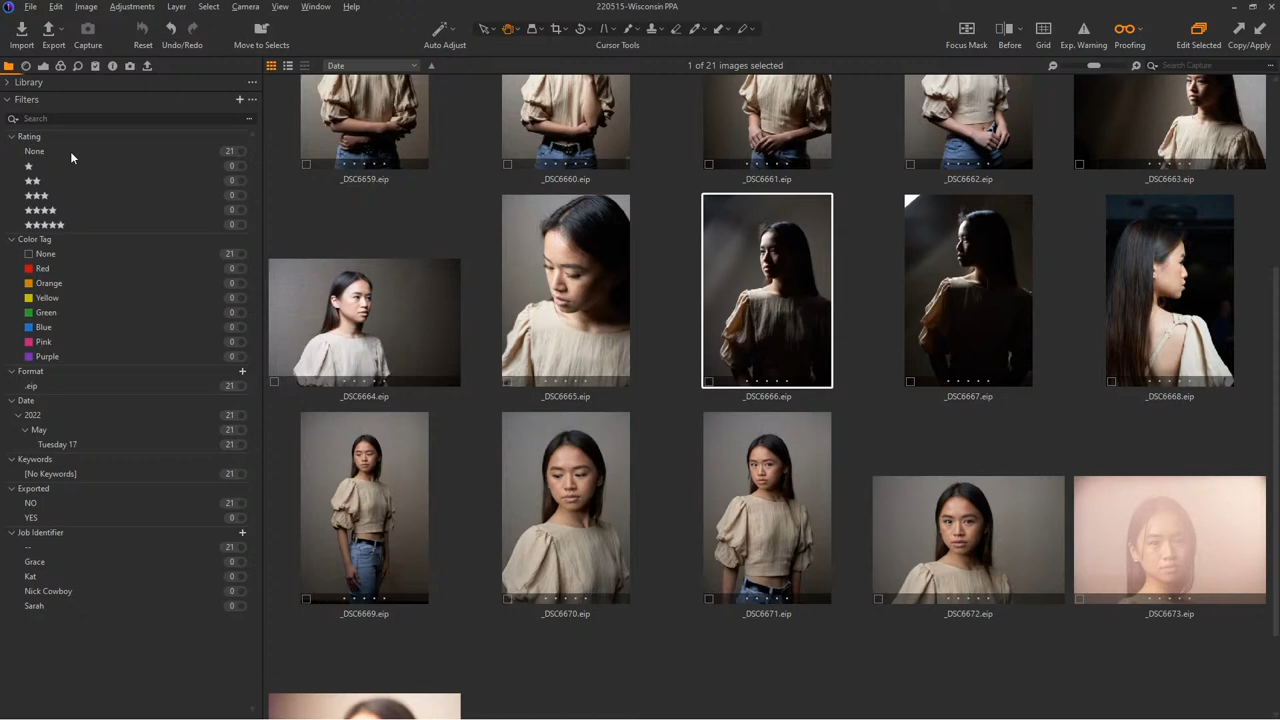 File Edit Image Adjustments Layer Select Camera View Window Help
220515-Wisconsin PPA
Import Export Capture Reset Undo/Redo Move to Selects Auto Adjust Cursor Tools Focus Mask Before Grid Exp. Warning Proofing Edit Selected Copy/Apply
Date
1 of 21 images selected
Search Capture
Library
Filters
Search
Rating
None 21
0
0
0
0
0
Color Tag
None 21
Red 0
Orange 0
Yellow 0
Green 0
Blue 0
Pink 0
Purple 0
Format
.eip 21
Date
2022 21
May 21
Tuesday 17 21
Keywords
[No Keywords] 21
Exported
NO 21
YES 0
Job Identifier
-- 21
Grace 0
Kat 0
Nick Cowboy 0
Sarah 0
_DSC6659.eip _DSC6660.eip _DSC6661.eip _DSC6662.eip _DSC6663.eip
_DSC6664.eip _DSC6665.eip _DSC6666.eip _DSC6667.eip _DSC6668.eip
_DSC6669.eip _DSC6670.eip _DSC6671.eip _DSC6672.eip _DSC6673.eip